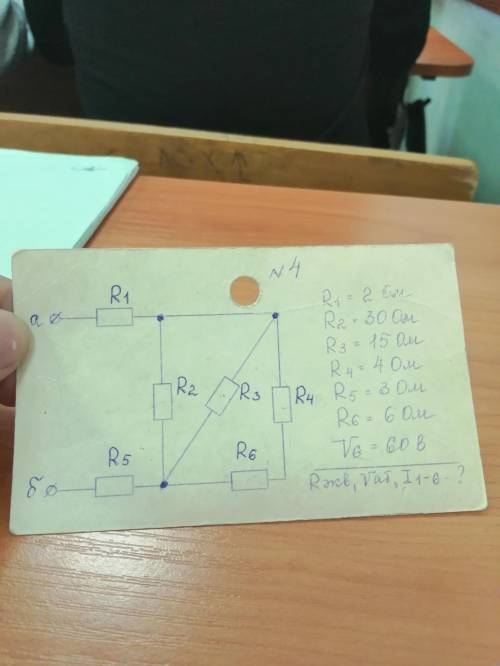 N4
R1 = 2 Ом
R2 = 30 Ом
R3 = 15 Ом
R4 = 4 Ом
R5 = 3 Ом
R6 = 6 Ом
V6 = 60 В
Rэкв, Vаб, I1-6 - ?
а
R1
R2
R3
R4
R5
R6
б